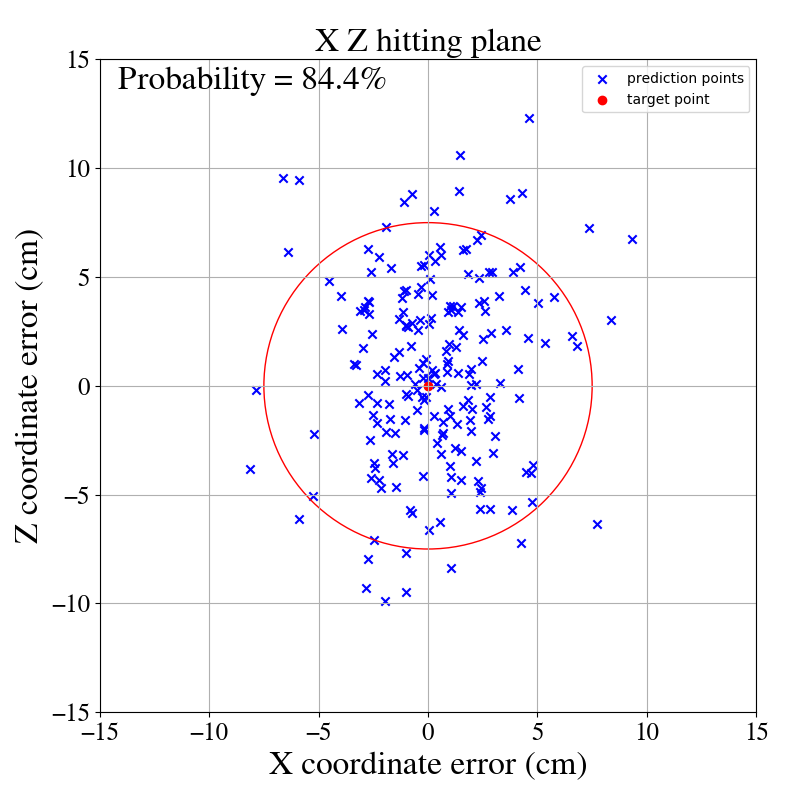 X Z hitting plane
Probability = 84.4%
prediction points
target point
Z coordinate error (cm)
15
10
5
0
−5
−10
−15
−15
−10
−5
0
5
10
15
X coordinate error (cm)